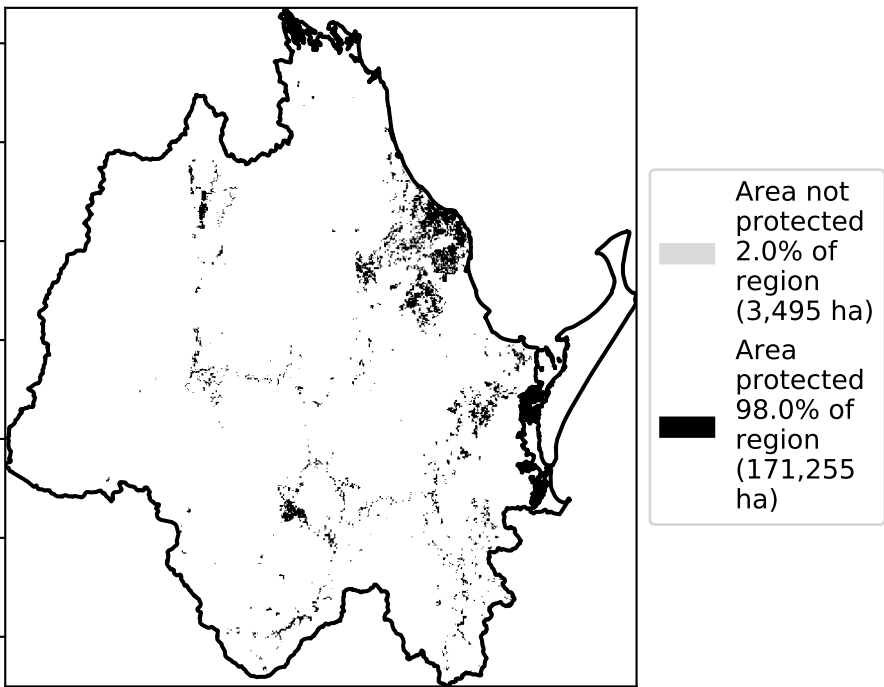 Area not
protected
2.0% of
region
(3,495 ha)
Area
protected
98.0% of
region
(171,255
ha)